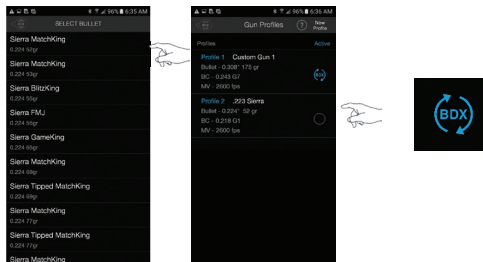 96% 6:35 AM
SELECT BULLET
Sierra MatchKing
0.224 52gr
Sierra MatchKing
0.224 53gr
Sierra BlitzKing
0.224 55gr
Sierra FMJ
0.224 55gr
Sierra GameKing
0.224 65gr
Sierra MatchKing
0.224 69gr
Sierra Tipped MatchKing
0.224 69gr
Sierra MatchKing
0.224 77gr
Sierra Tipped MatchKing
0.224 77gr
Sierra MatchKing
96% 6:36 AM
Gun Profiles ? New Profile
Profiles Active
Profile 1 Custom Gun 1
Bullet - 0.308" 175 gr
BC - 0.243 G7
MV - 2600 fps
BDX
Profile 2 .223 Sierra
Bullet - 0.224" 52 gr
BC - 0.218 G1
MV - 2600 fps
BDX